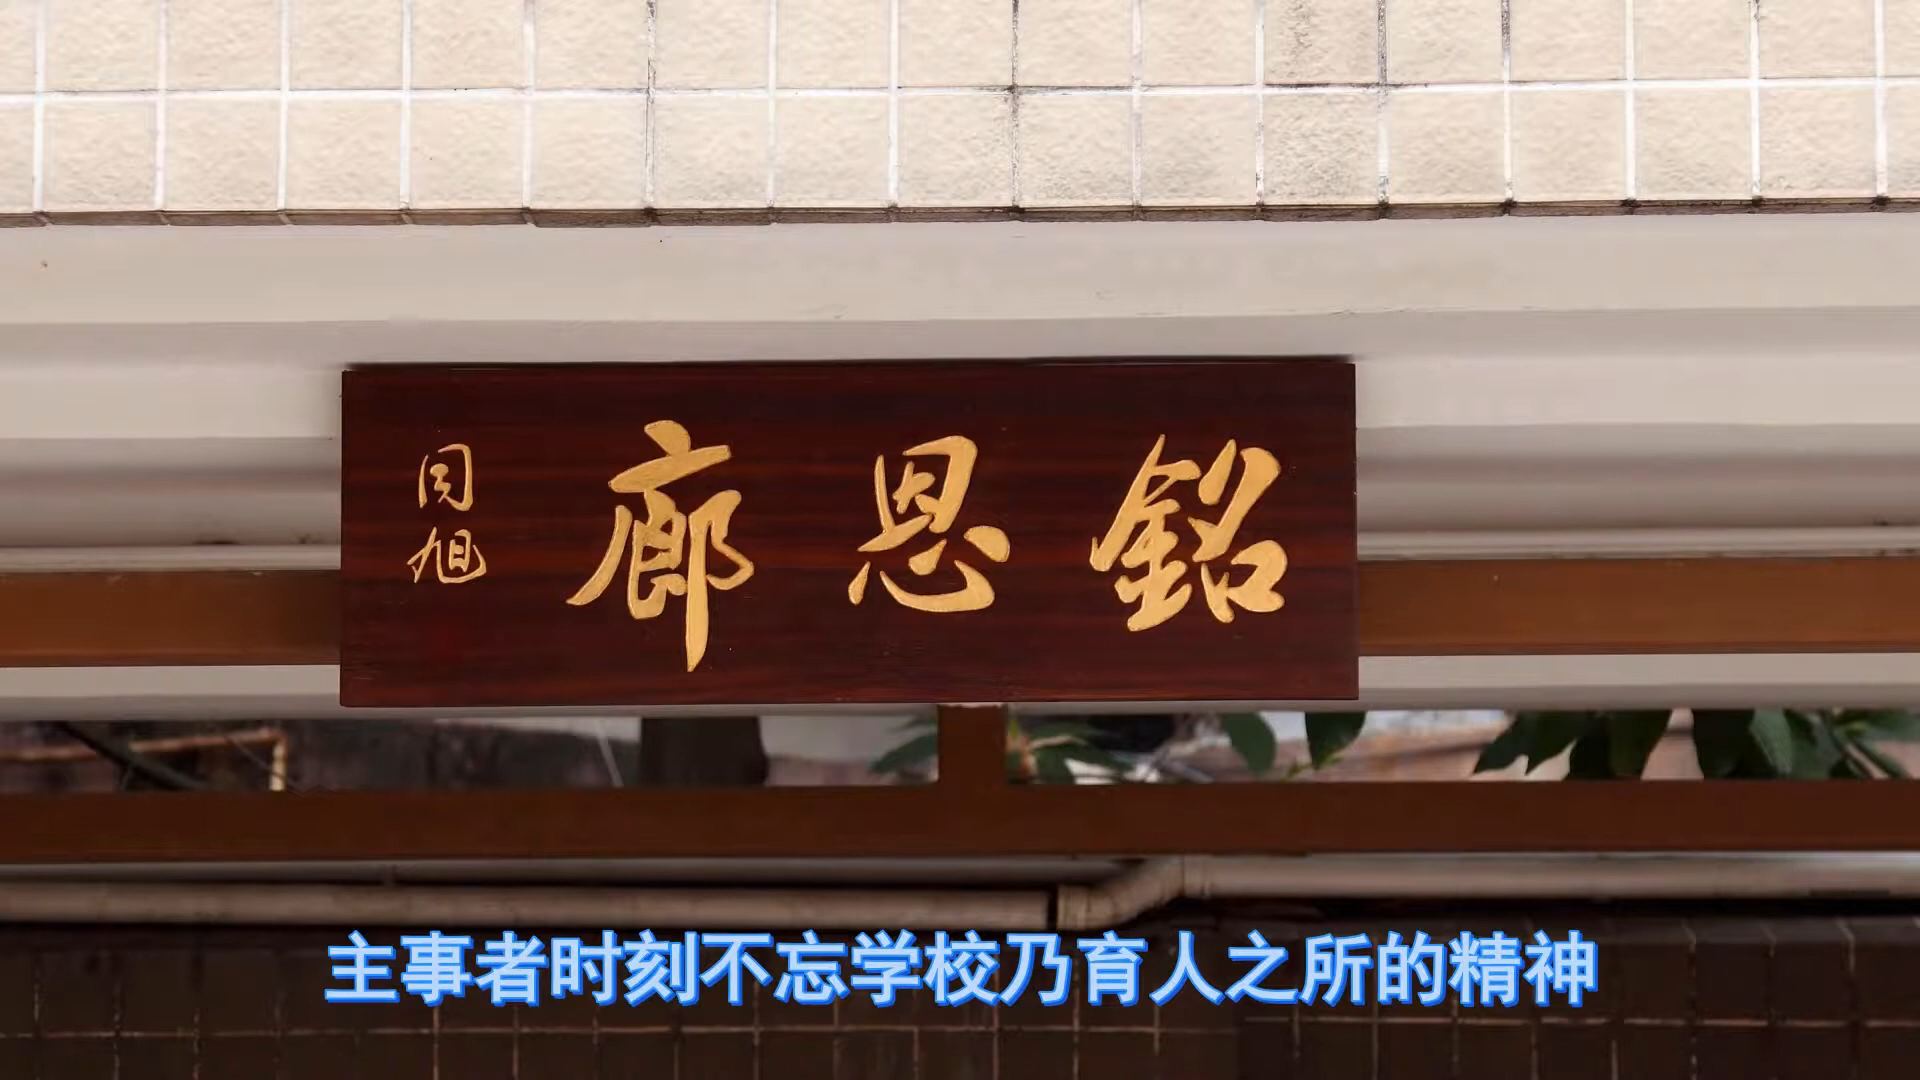 銘恩廊
旭
主事者时刻不忘学校乃育人之所的精神